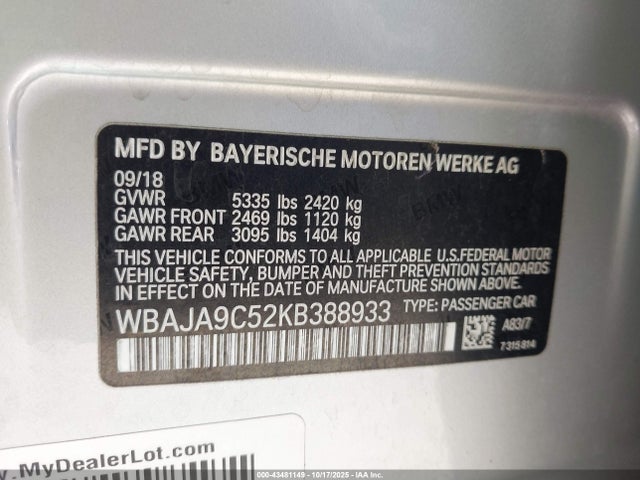 MFD BY BAYERISCHE MOTOREN WERKE AG
09/18
GVWR 5335 lbs 2420 kg
GAWR FRONT 2469 lbs 1120 kg
GAWR REAR 3095 lbs 1404 kg
THIS VEHICLE CONFORMS TO ALL APPLICABLE U.S.FEDERAL MOTOR
VEHICLE SAFETY, BUMPER AND THEFT PREVENTION STANDARDS
IN EFFECT ON THE DATE OF MANUFACTURE SHOWN ABOVE.
WBAJA9C52KB388933 TYPE: PASSENGER CAR
A83/7
7 315 814
.MyDealerLot.com
000-43481149 - 10/17/2025 - IAA Inc.